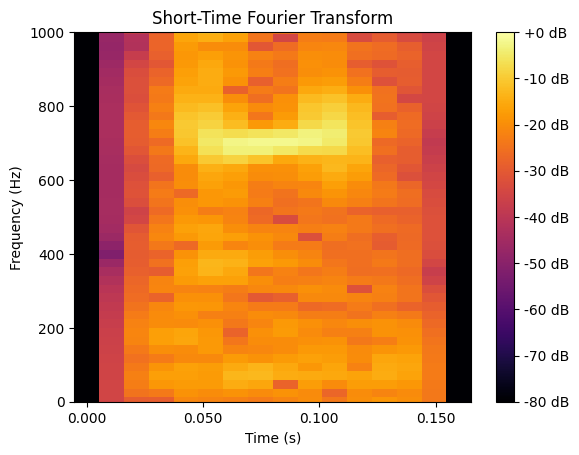 Short-Time Fourier Transform
1000
800
600
400
200
0
Frequency (Hz)
0.000
0.050
0.100
0.150
Time (s)
+0 dB
-10 dB
-20 dB
-30 dB
-40 dB
-50 dB
-60 dB
-70 dB
-80 dB